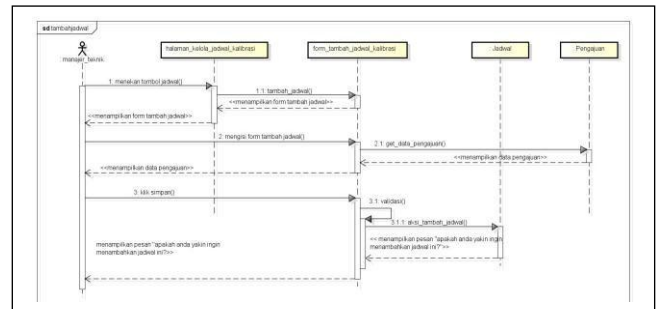 sd tambahjadwal
manajer_teknik
halaman_kelola_jadwal_kalibrasi
form_tambah_jadwal_kalibrasi
Jadwal
Pengajuan
1: menekan tombol jadwal()
1.1: tambah_jadwal()
<<menampilkan form tambah jadwal>>
<<menampilkan form tambah jadwal>>
2: mengisi form tambah jadwal()
2.1: get_data_pengajuan()
<<menampilkan data pengajuan>>
<<menampilkan data pengajuan>>
3: klik simpan()
3.1: validasi()
3.1.1: aksi_tambah_jadwal()
<< menampilkan pesan "apakah anda yakin ingin
menambahkan jadwal ini?">>
menampilkan pesan "apakah anda yakin ingin
menambahkan jadwal ini?>>